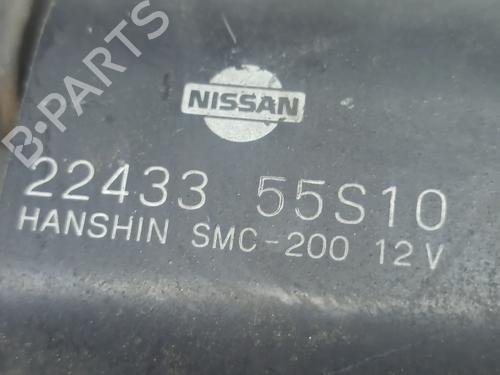 NISSAN
22433 55S10
HANSHIN SMC-200 12V
B-PARTS